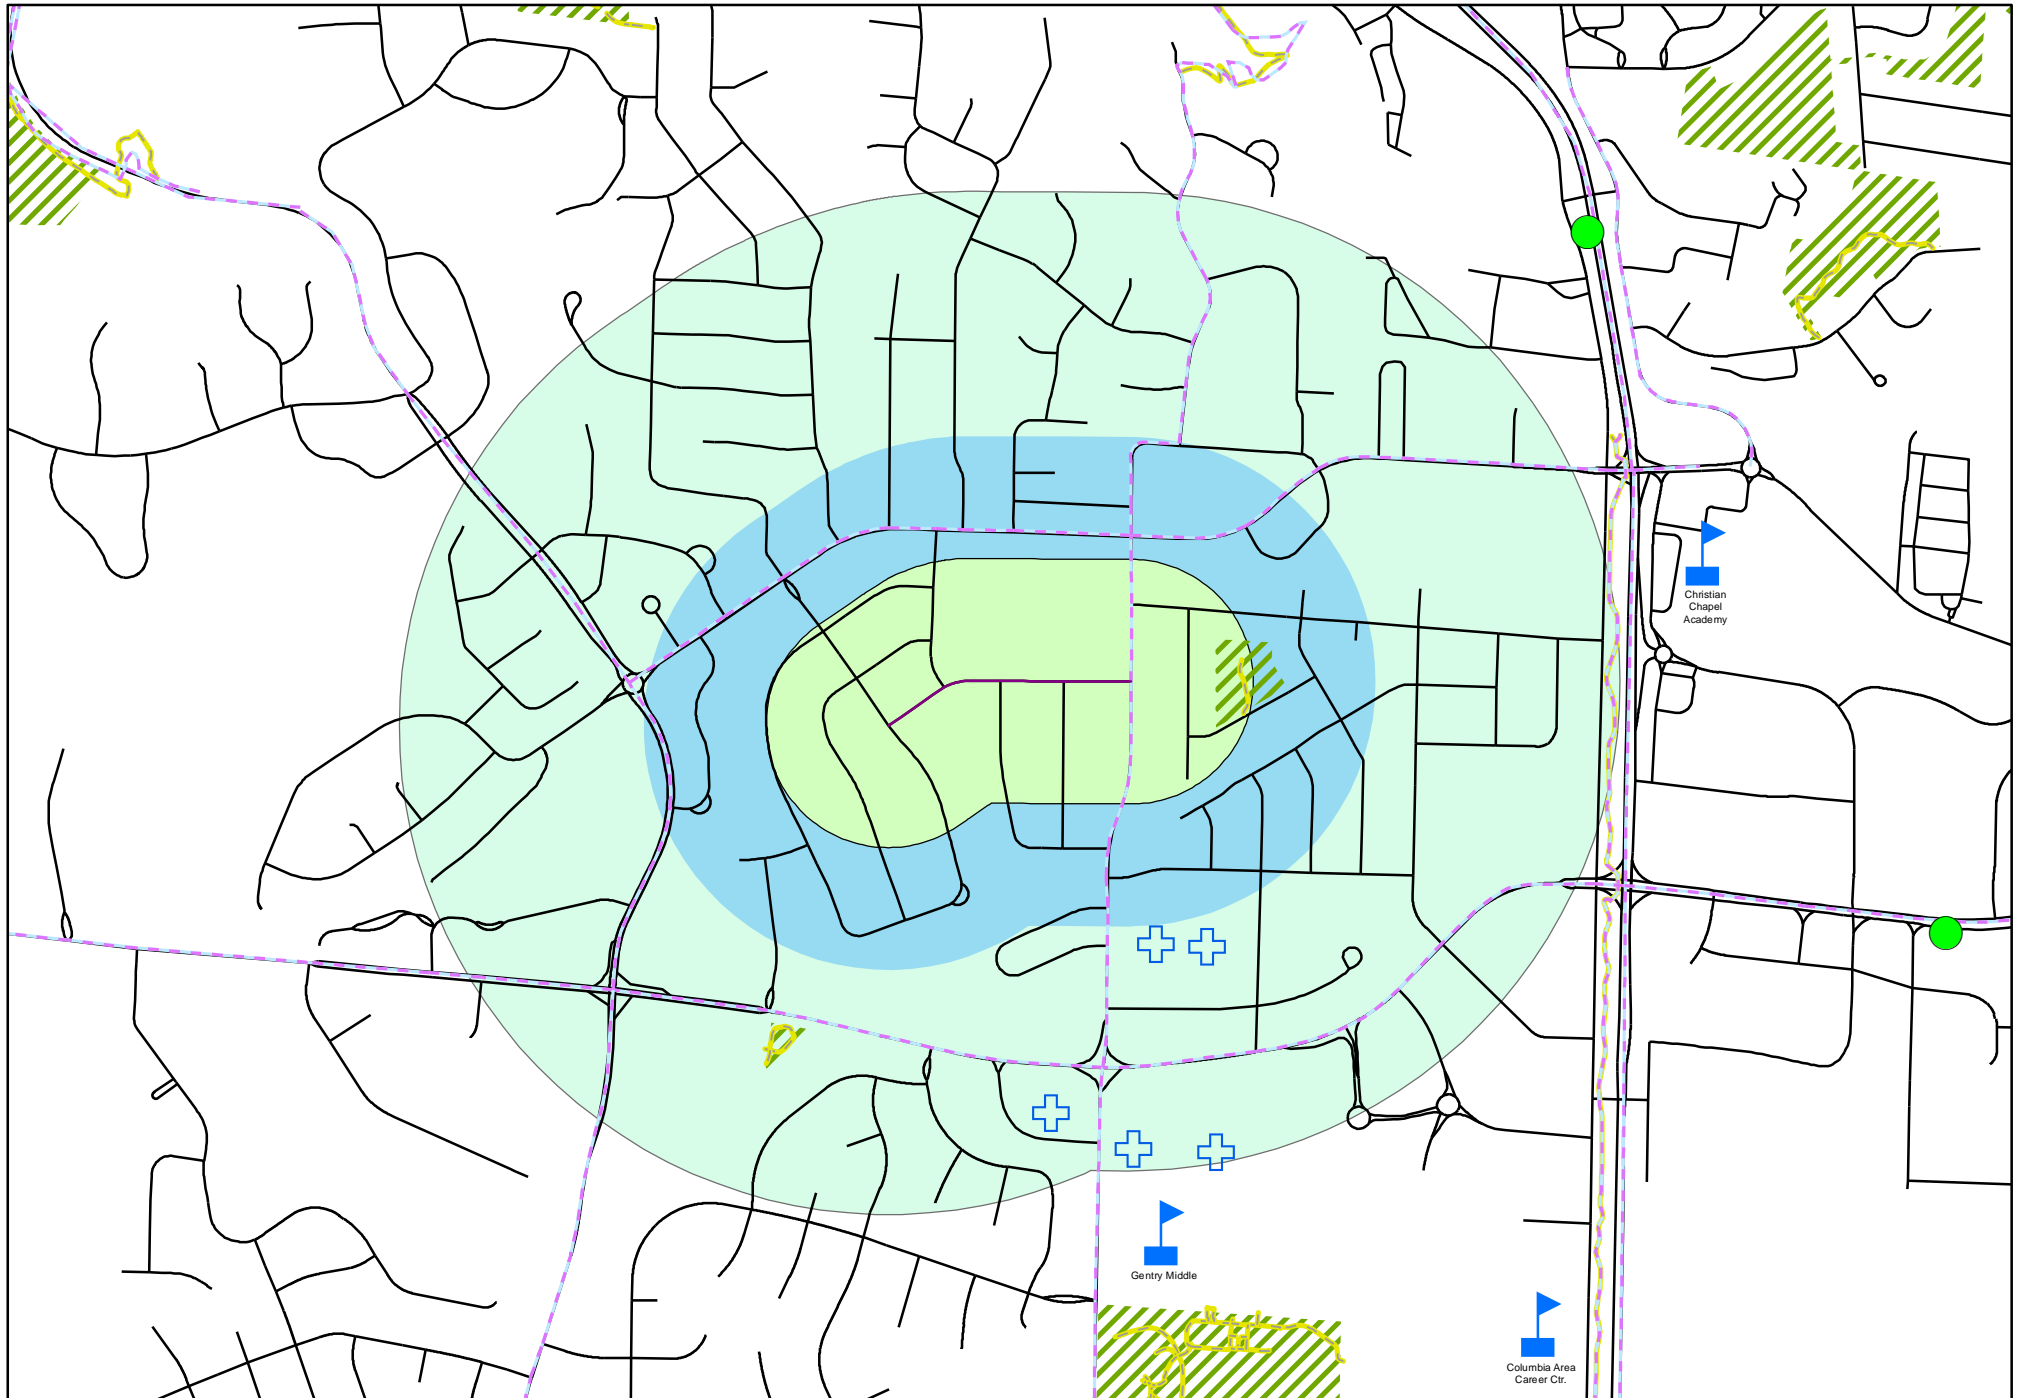 Christian
Chapel
Academy
Gentry Middle
Columbia Area
Career Ctr.